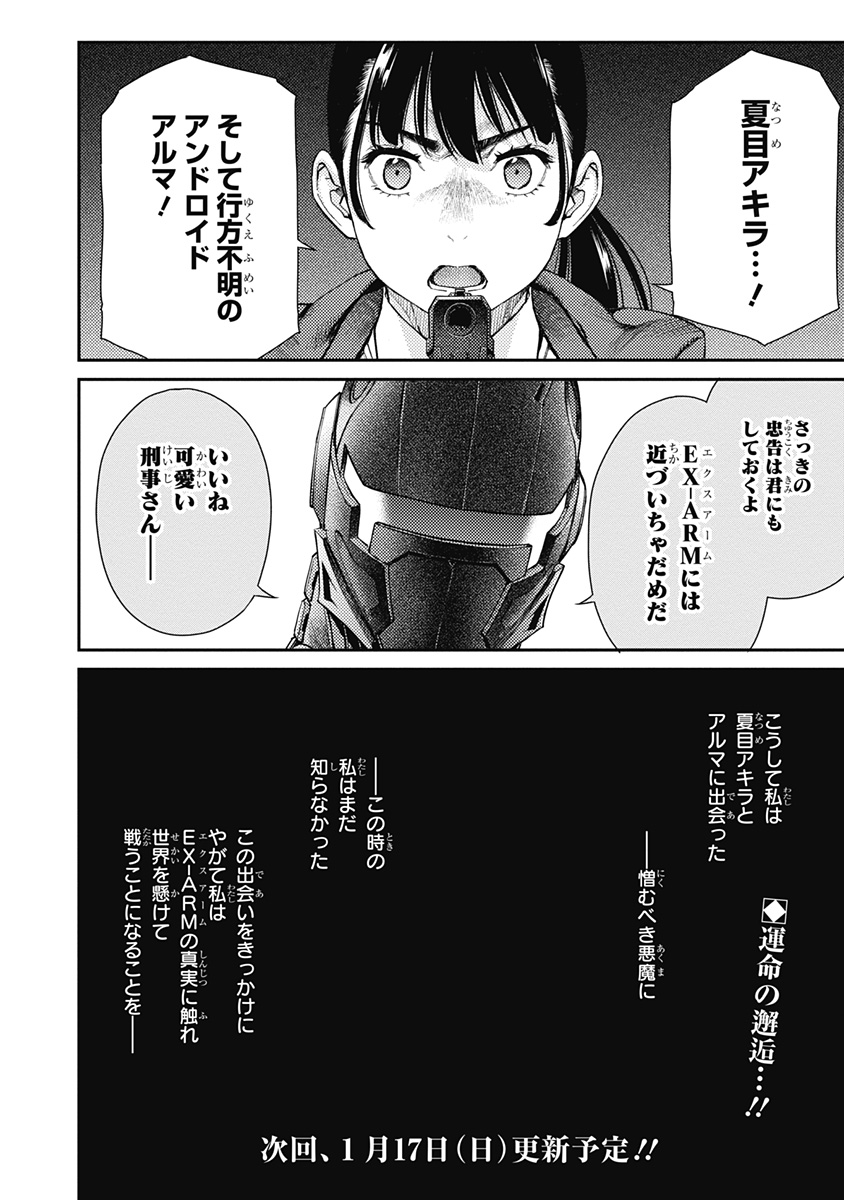 夏目アキラ…！
そして行方不明の
アンドロイド
アルマ！
さっきの
忠告は君にも
しておくよ
EX-ARMには
近づいちゃだめだ
いいね
可愛い
刑事さん――
こうして私は
夏目アキラと
アルマに出会った
――憎むべき悪魔に
――この時の
私はまだ
知らなかった
この出会いをきっかけに
やがて私は
EX-ARMの真実に触れ
世界を懸けて
戦うことになることを――
◆運命の邂逅…!!
次回、1月17日（日）更新予定!!